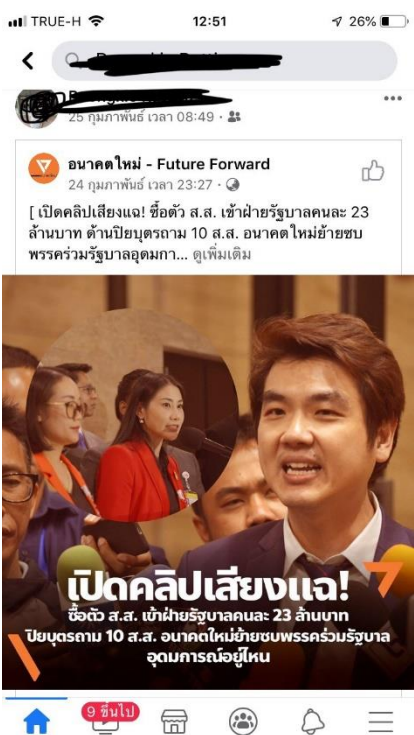 TRUE-H
12:51
26%
25 กุมภาพันธ์ เวลา 08:49 ·
อนาคตใหม่ - Future Forward
24 กุมภาพันธ์ เวลา 23:27 ·
[ เปิดคลิปเสียงแฉ! ซื้อตัว ส.ส. เข้าฝ่ายรัฐบาลคนละ 23
ล้านบาท ด้านปิยบุตรถาม 10 ส.ส. อนาคตใหม่ย้ายซบ
พรรคร่วมรัฐบาลอุดมกา... ดูเพิ่มเติม
เปิดคลิปเสียงแฉ!
ซื้อตัว ส.ส. เข้าฝ่ายรัฐบาลคนละ 23 ล้านบาท
ปิยบุตรถาม 10 ส.ส. อนาคตใหม่ย้ายซบพรรคร่วมรัฐบาล
อุดมการณ์อยู่ไหน
9 ขึ้นไป